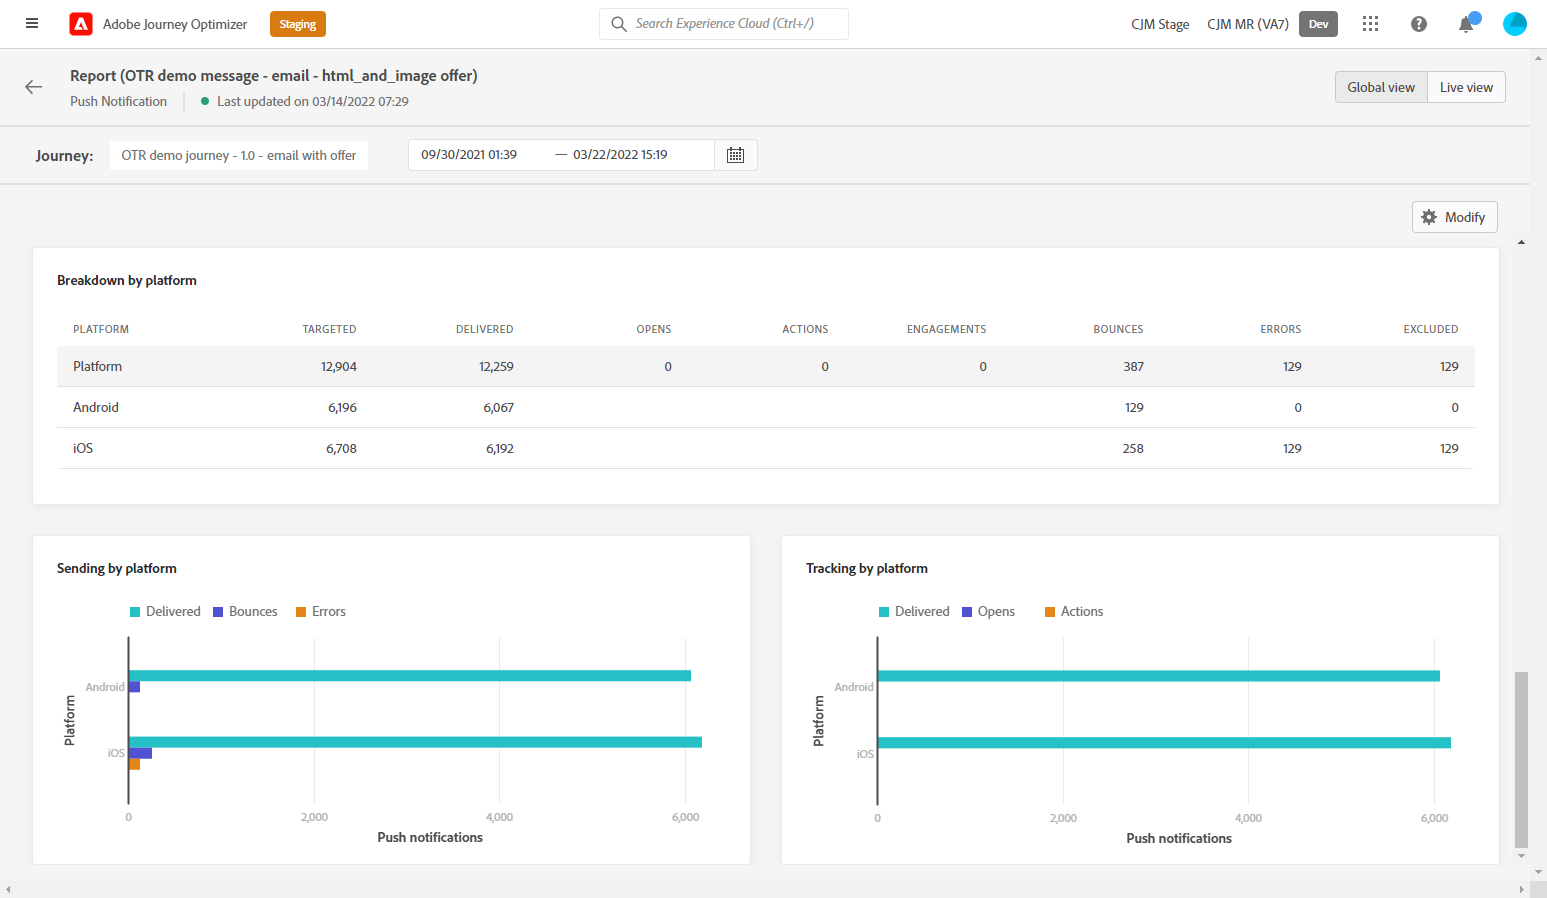 Adobe Journey Optimizer Staging Search Experience Cloud (Ctrl+/) CJM Stage CJM MR (VA7) Dev
Report (OTR demo message - email - html_and_image offer)
Push Notification Last updated on 03/14/2022 07:29
Global view Live view
Journey: OTR demo journey - 1.0 - email with offer 09/30/2021 01:39 — 03/22/2022 15:19
Modify
Breakdown by platform
PLATFORM TARGETED DELIVERED OPENS ACTIONS ENGAGEMENTS BOUNCES ERRORS EXCLUDED
Platform 12,904 12,259 0 0 0 387 129 129
Android 6,196 6,067 129 0 0
iOS 6,708 6,192 258 129 129
Sending by platform
Delivered Bounces Errors
Platform
Android
iOS
0 2,000 4,000 6,000
Push notifications
Tracking by platform
Delivered Opens Actions
Platform
Android
iOS
0 2,000 4,000 6,000
Push notifications